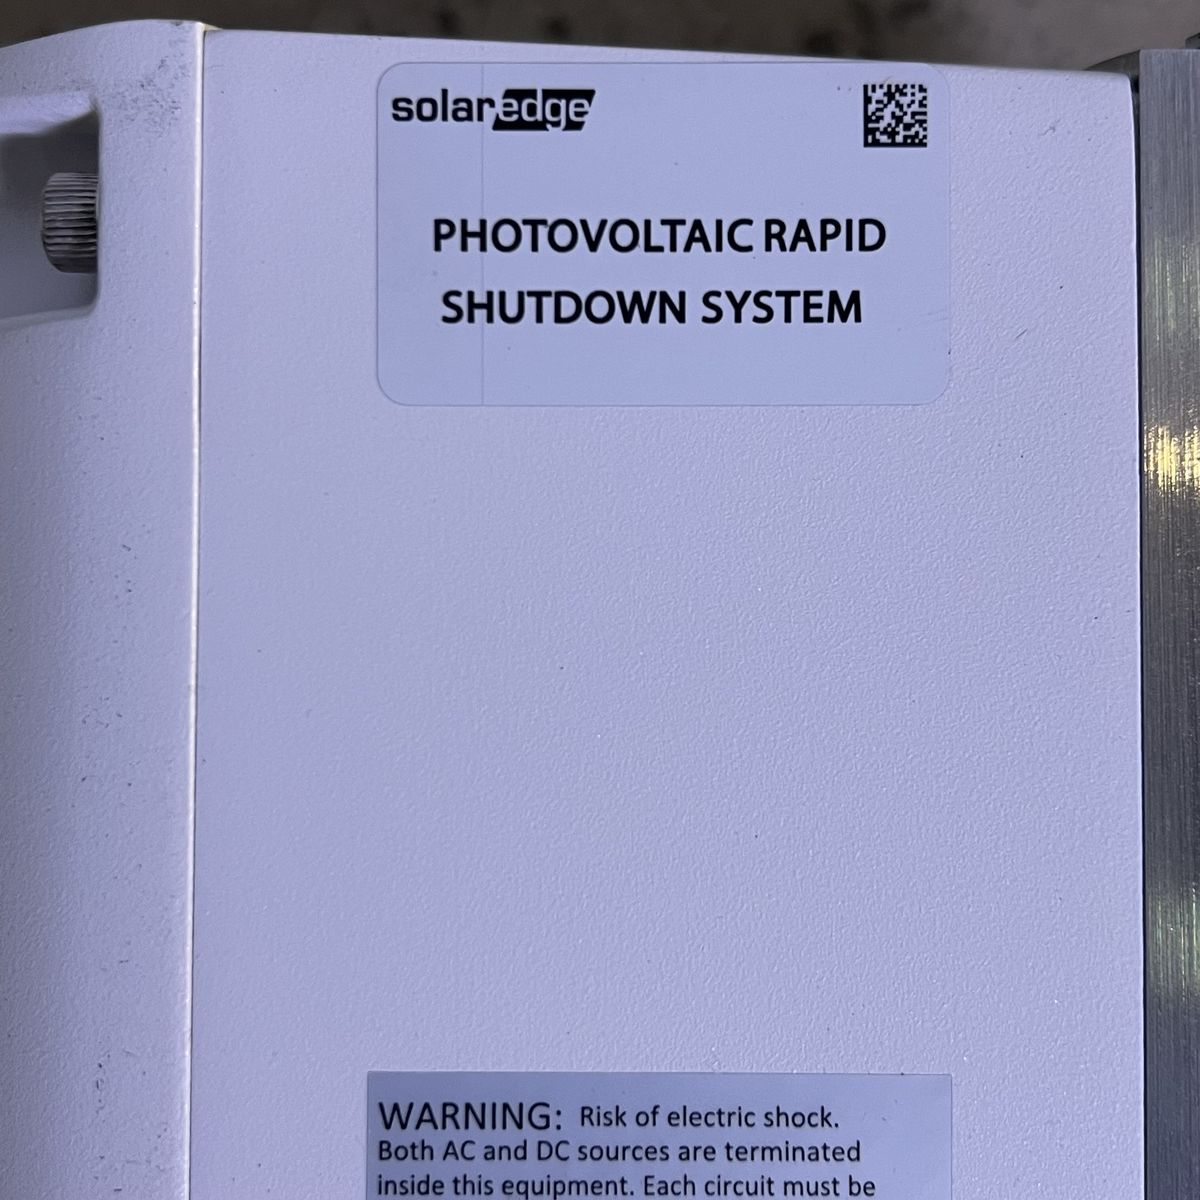 solaredge
PHOTOVOLTAIC RAPID
SHUTDOWN SYSTEM
WARNING: Risk of electric shock.
Both AC and DC sources are terminated
inside this equipment. Each circuit must be